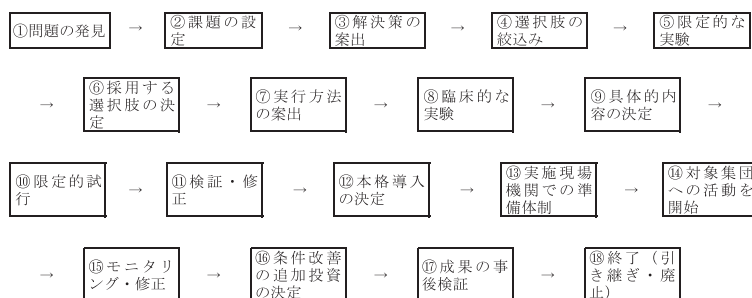 ①問題の発見 → ②課題の設 → ③解決策の → ④選択肢の → ⑤限定的な
定 案出 絞込み 実験
→ ⑥採用する → ⑦実行方法 → ⑧臨床的な → ⑨具体的内 →
選択肢の決 の案出 実験 容の決定
定
⑩限定的試 → ⑪検証・修 → ⑫本格導入 → ⑬実施現場 → ⑭対象集団
行 正 の決定 機関での準 への活動を
備体制 開始
→ ⑮モニタリ → ⑯条件改善 → ⑰成果の事 → ⑱終了（引
ング・修正 の追加投資 後検証 き継ぎ・廃
の決定 止）